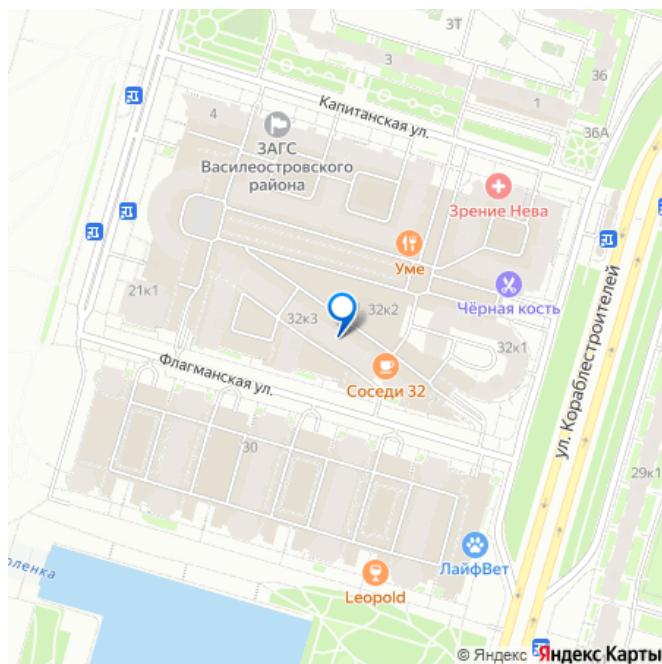 3Т
3
36
1
36А
Капитанская ул.
4
ЗАГС
Василеостровского
района
Зрение Нева
Уме
21к1
32к3
32к2
Чёрная кость
32к1
Флагманская ул.
Соседи 32
ул. Кораблестроителей
30
29к1
ЛайфВет
оленка
Leopold
© Яндекс Яндекс Карты